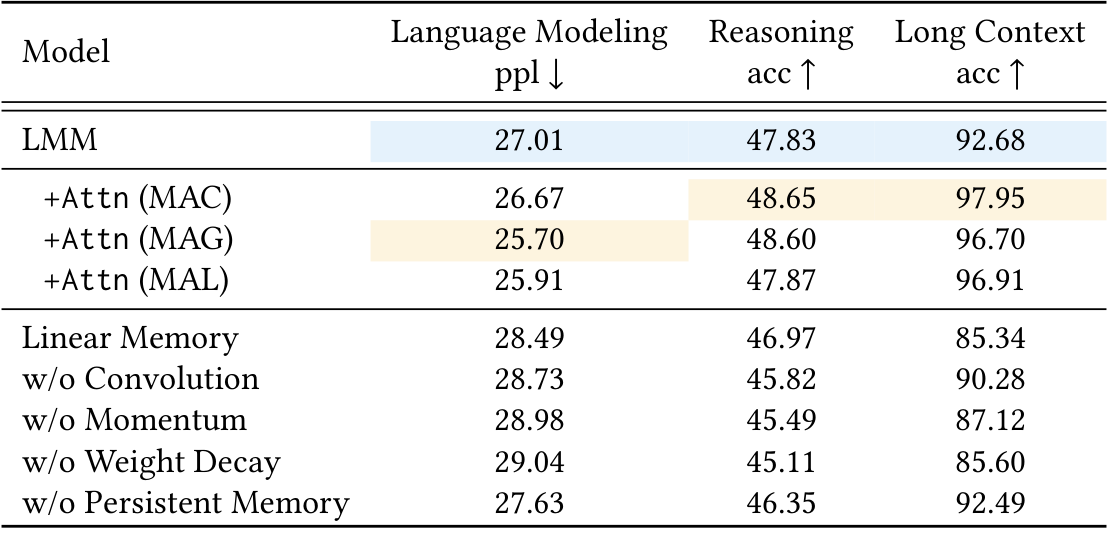 Model Language Modeling Reasoning Long Context
ppl ↓ acc ↑ acc ↑
LMM 27.01 47.83 92.68
+Attn (MAC) 26.67 48.65 97.95
+Attn (MAG) 25.70 48.60 96.70
+Attn (MAL) 25.91 47.87 96.91
Linear Memory 28.49 46.97 85.34
w/o Convolution 28.73 45.82 90.28
w/o Momentum 28.98 45.49 87.12
w/o Weight Decay 29.04 45.11 85.60
w/o Persistent Memory 27.63 46.35 92.49